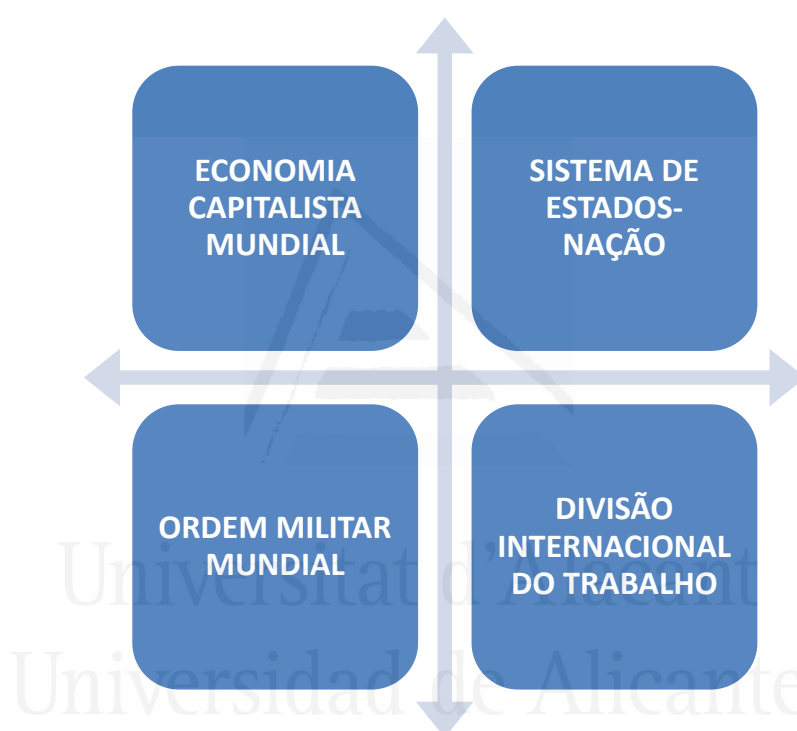 ECONOMIA
CAPITALISTA
MUNDIAL
SISTEMA DE
ESTADOS-
NAÇÃO
ORDEM MILITAR
MUNDIAL
DIVISÃO
INTERNACIONAL
DO TRABALHO
Universitat d'Alacant
Universidad de Alicante